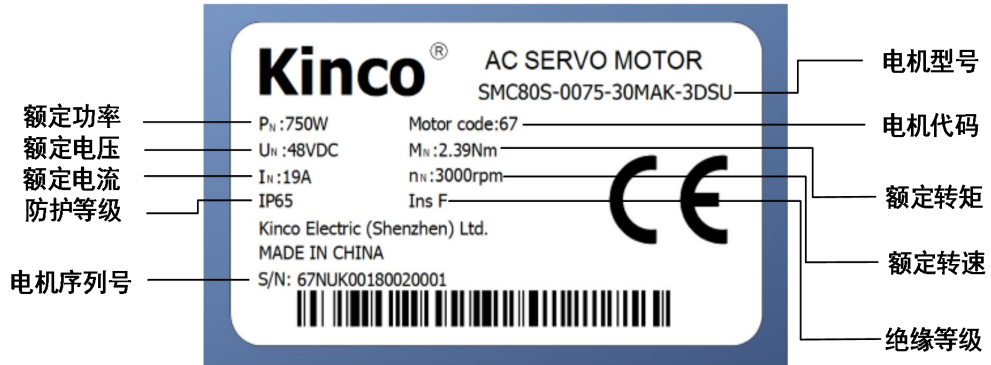 Kinco®
AC SERVO MOTOR
SMC80S-0075-30MAK-3DSU
电机型号
额定功率
PN:750W
Motor code:67
电机代码
额定电压
UN:48VDC
MN:2.39Nm
额定转矩
额定电流
IN:19A
nN:3000rpm
额定转速
防护等级
IP65
Ins F
绝缘等级
CE
Kinco Electric (Shenzhen) Ltd.
MADE IN CHINA
电机序列号
S/N: 67NUK00180020001